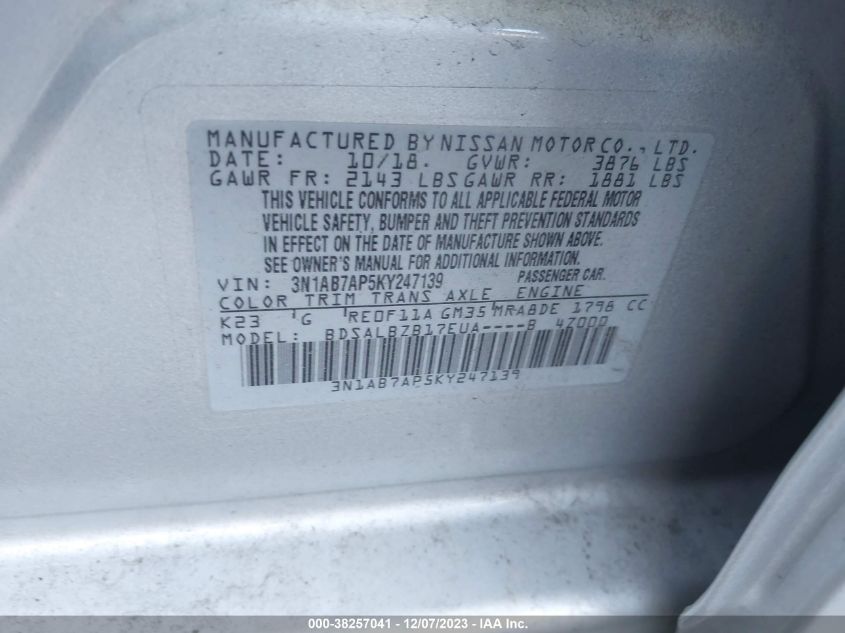 MANUFACTURED BY NISSAN MOTOR CO., LTD.
DATE: 10/18. GVWR: 3876 LBS
GAWR FR: 2143 LBS GAWR RR: 1881 LBS
THIS VEHICLE CONFORMS TO ALL APPLICABLE FEDERAL MOTOR
VEHICLE SAFETY, BUMPER AND THEFT PREVENTION STANDARDS
IN EFFECT ON THE DATE OF MANUFACTURE SHOWN ABOVE.
SEE OWNER'S MANUAL FOR ADDITIONAL INFORMATION.
VIN: 3N1AB7AP5KY247139 PASSENGER CAR.
COLOR TRIM TRANS AXLE ENGINE
K23 G RE0F11A GM35 MRA8DE 1798 CC
MODEL: BDSALBZB17EUA----B 4Z000
3N1AB7AP5KY247139
000-38257041 - 12/07/2023 - IAA Inc.